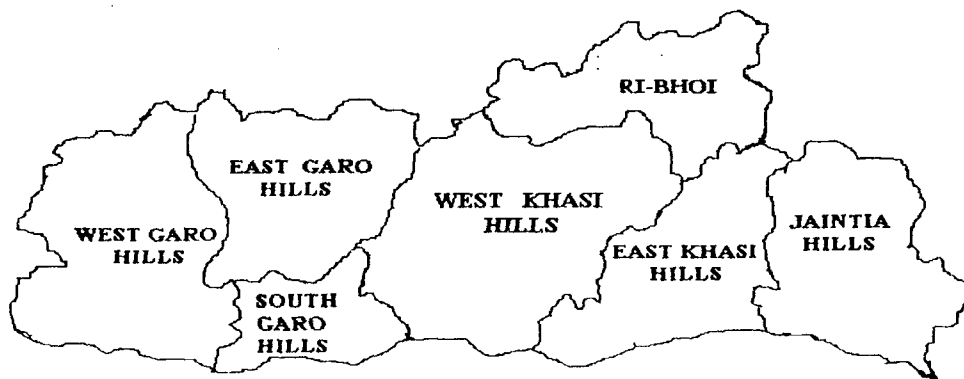 RI-BHOI
EAST GARO
HILLS
WEST KHASI
HILLS
WEST GARO
HILLS
EAST KHASI
HILLS
JAINTIA
HILLS
SOUTH
GARO
HILLS